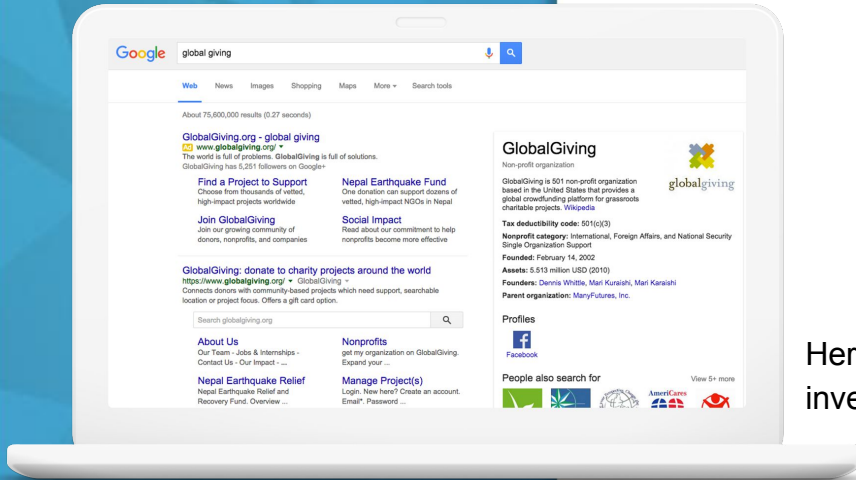 Google
global giving
Web News Images Shopping Maps More Search tools
About 75,600,000 results (0.27 seconds)
GlobalGiving.org - global giving
Ad www.globalgiving.org/
The world is full of problems. GlobalGiving is full of solutions.
GlobalGiving has 5,251 followers on Google+
Find a Project to Support
Choose from thousands of vetted,
high-impact projects worldwide
Nepal Earthquake Fund
One donation can support dozens of
vetted, high-impact NGOs in Nepal
Join GlobalGiving
Join our growing community of
donors, nonprofits, and companies
Social Impact
Read about our commitment to help
nonprofits become more effective
GlobalGiving: donate to charity projects around the world
https://www.globalgiving.org/ GlobalGiving
Connects donors with community-based projects which need support, searchable
location or project focus. Offers a gift card option.
Search globalgiving.org
About Us
Our Team - Jobs & Internships -
Contact Us - Our Impact - ...
Nonprofits
get my organization on GlobalGiving.
Expand your ...
Nepal Earthquake Relief
Nepal Earthquake Relief and
Recovery Fund. Overview ...
Manage Project(s)
Login. New here? Create an account.
Email*. Password ...
GlobalGiving
Non-profit organization
globalgiving
GlobalGiving is 501 non-profit organization
based in the United States that provides a
global crowdfunding platform for grassroots
charitable projects. Wikipedia
Tax deductibility code: 501(c)(3)
Nonprofit category: International, Foreign Affairs, and National Security
Single Organization Support
Founded: February 14, 2002
Assets: 5.513 million USD (2010)
Founders: Dennis Whittle, Mari Kuraishi, Mari Karaishi
Parent organization: ManyFutures, Inc.
Profiles
Facebook
People also search for View 5+ more
AmeriCares